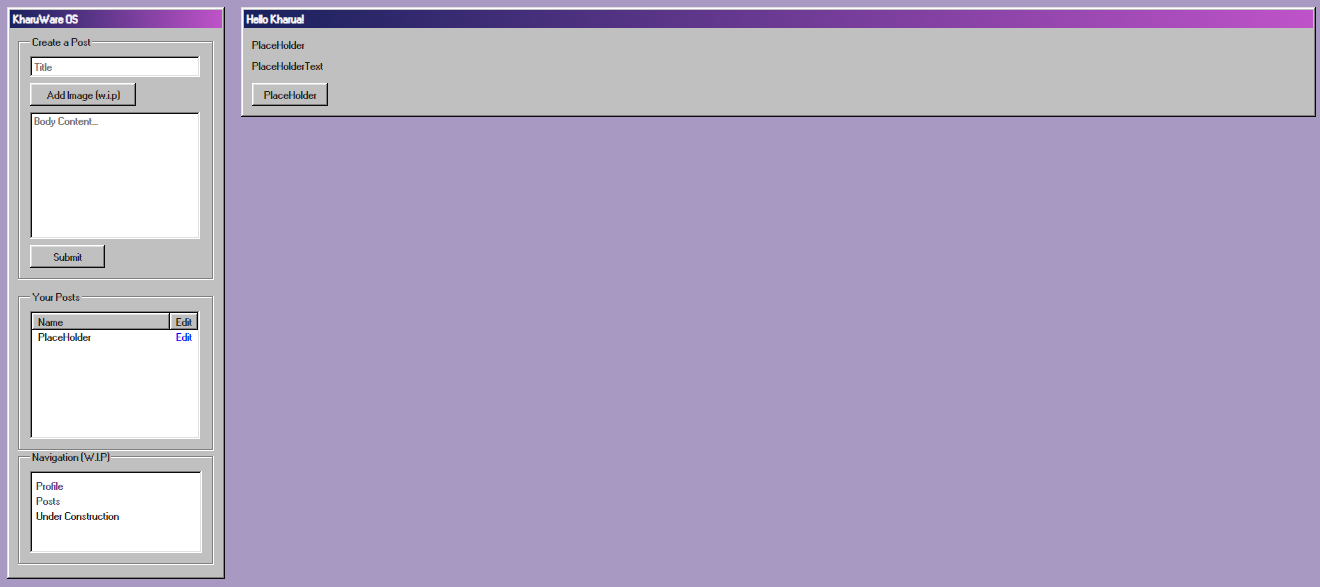 KharuWare OS
Create a Post
Title
Add Image (w.i.p)
Body Content...
Submit
Your Posts
Name Edit
PlaceHolder Edit
Navigation (W.I.P)
Profile
Posts
Under Construction
Hello Kharua!
PlaceHolder
PlaceHolderText
PlaceHolder